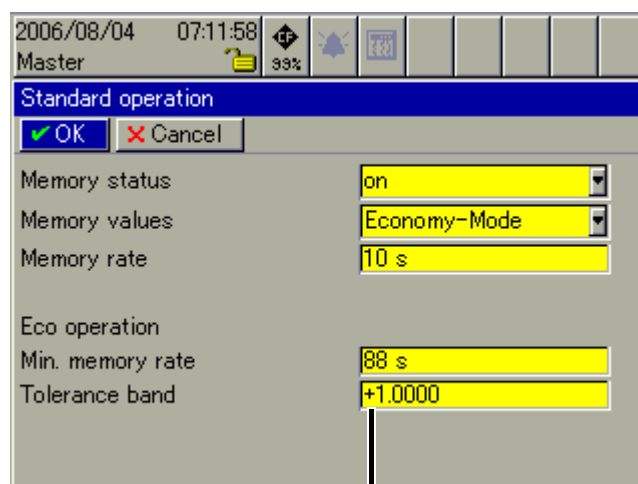 2006/08/04 07:11:58
Master
CF
99%
Standard operation
OK Cancel
Memory status on
Memory values Economy-Mode
Memory rate 10 s
Eco operation
Min. memory rate 88 s
Tolerance band +1.0000